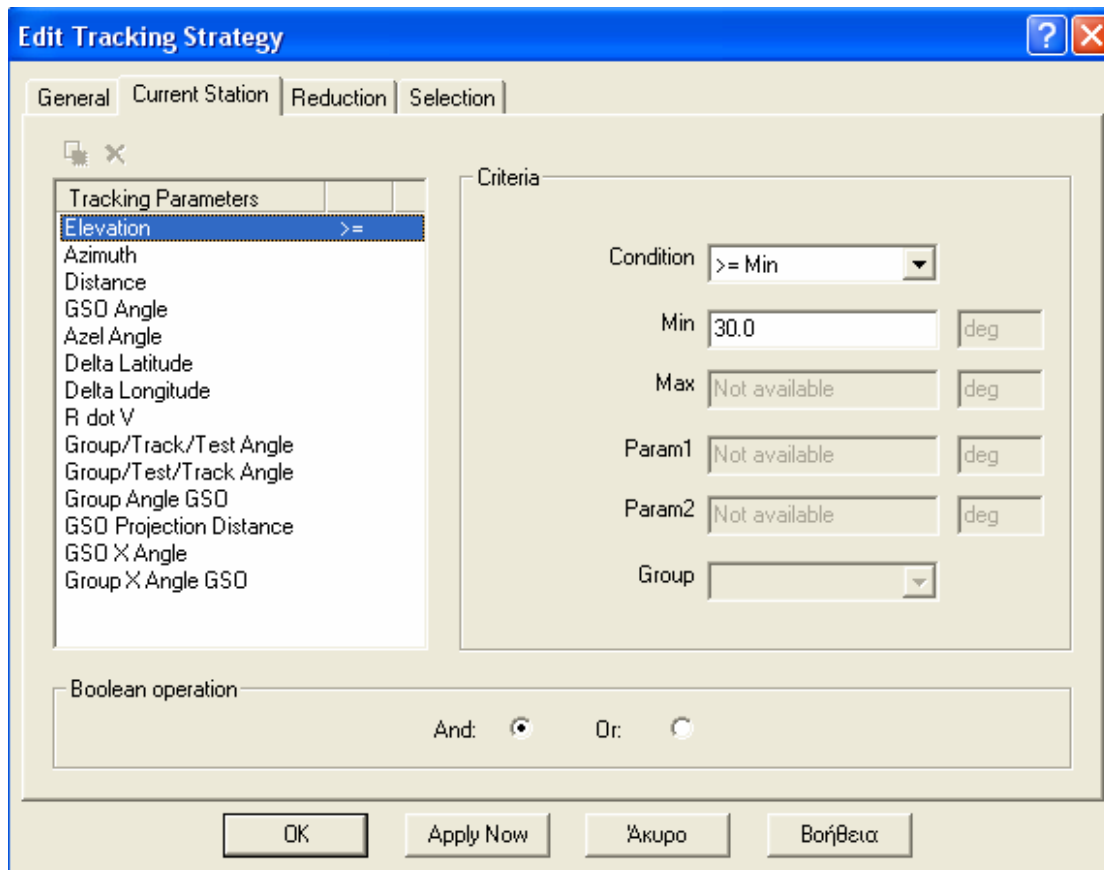 Edit Tracking Strategy
General Current Station Reduction Selection
Tracking Parameters
Elevation >=
Azimuth
Distance
GSO Angle
Azel Angle
Delta Latitude
Delta Longitude
R dot V
Group/Track/Test Angle
Group/Test/Track Angle
Group Angle GSO
GSO Projection Distance
GSO X Angle
Group X Angle GSO
Criteria
Condition >= Min
Min 30.0 deg
Max Not available deg
Param1 Not available deg
Param2 Not available deg
Group
Boolean operation
And: Or:
OK Apply Now Άκυρο Βοήθεια